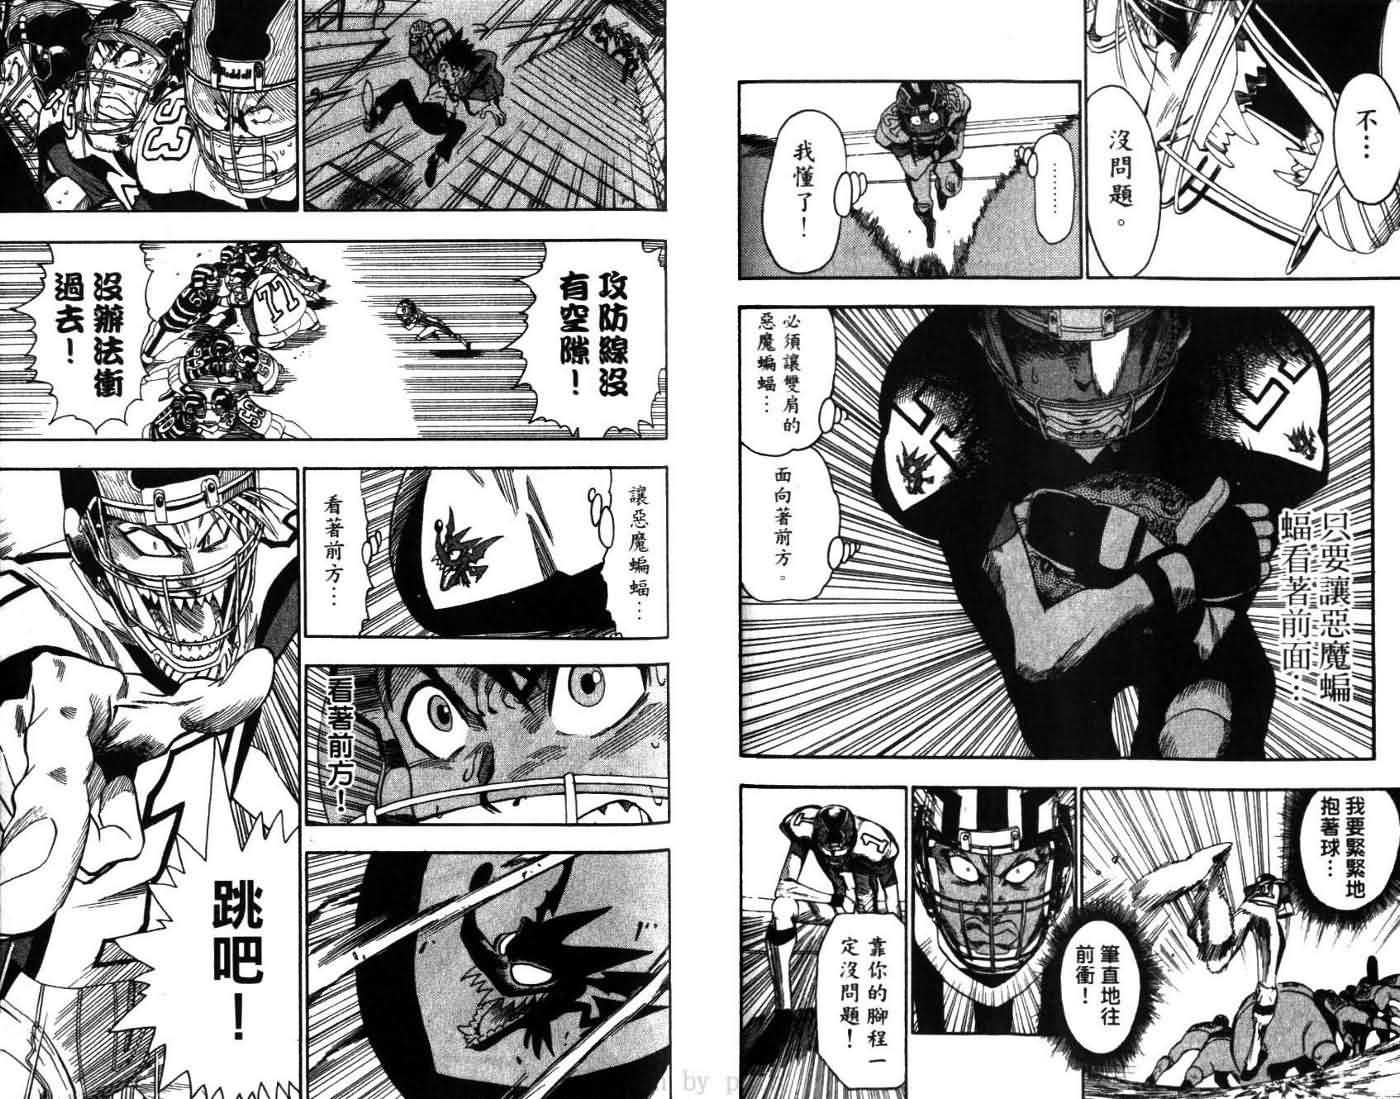 不…
沒問題。
………
我懂了！
只要讓惡魔蝙
蝠看著前面…
必須讓雙肩的
惡魔蝙蝠…
面向著前方。
我要緊緊地
抱著球…
筆直地往
前衝！
靠你的腳程一
定沒問題！
53
攻防線沒
有空隙！
77
55
沒辦法衝
過去！
讓惡魔蝙蝠…
看著前方…
看著前方！
跳吧！
by